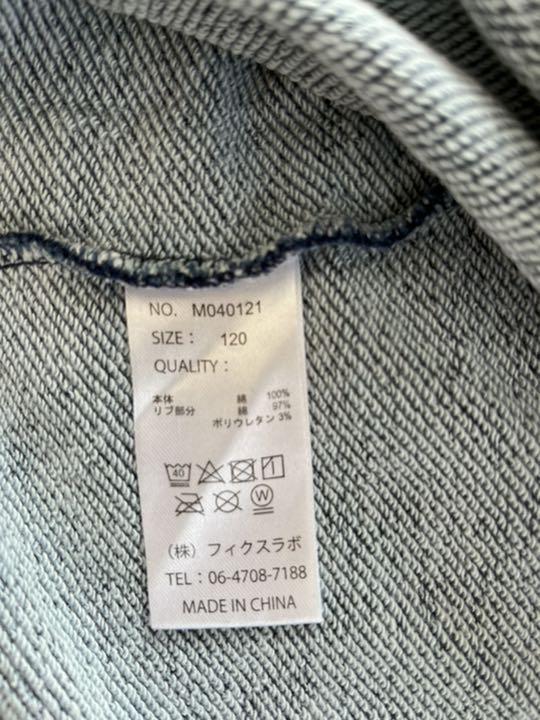 NO. M040121
SIZE： 120
QUALITY：
本体 綿 100%
リブ部分 綿 97%
ポリウレタン 3%
40
W
（株）フィクスラボ
TEL：06-4708-7188
MADE IN CHINA